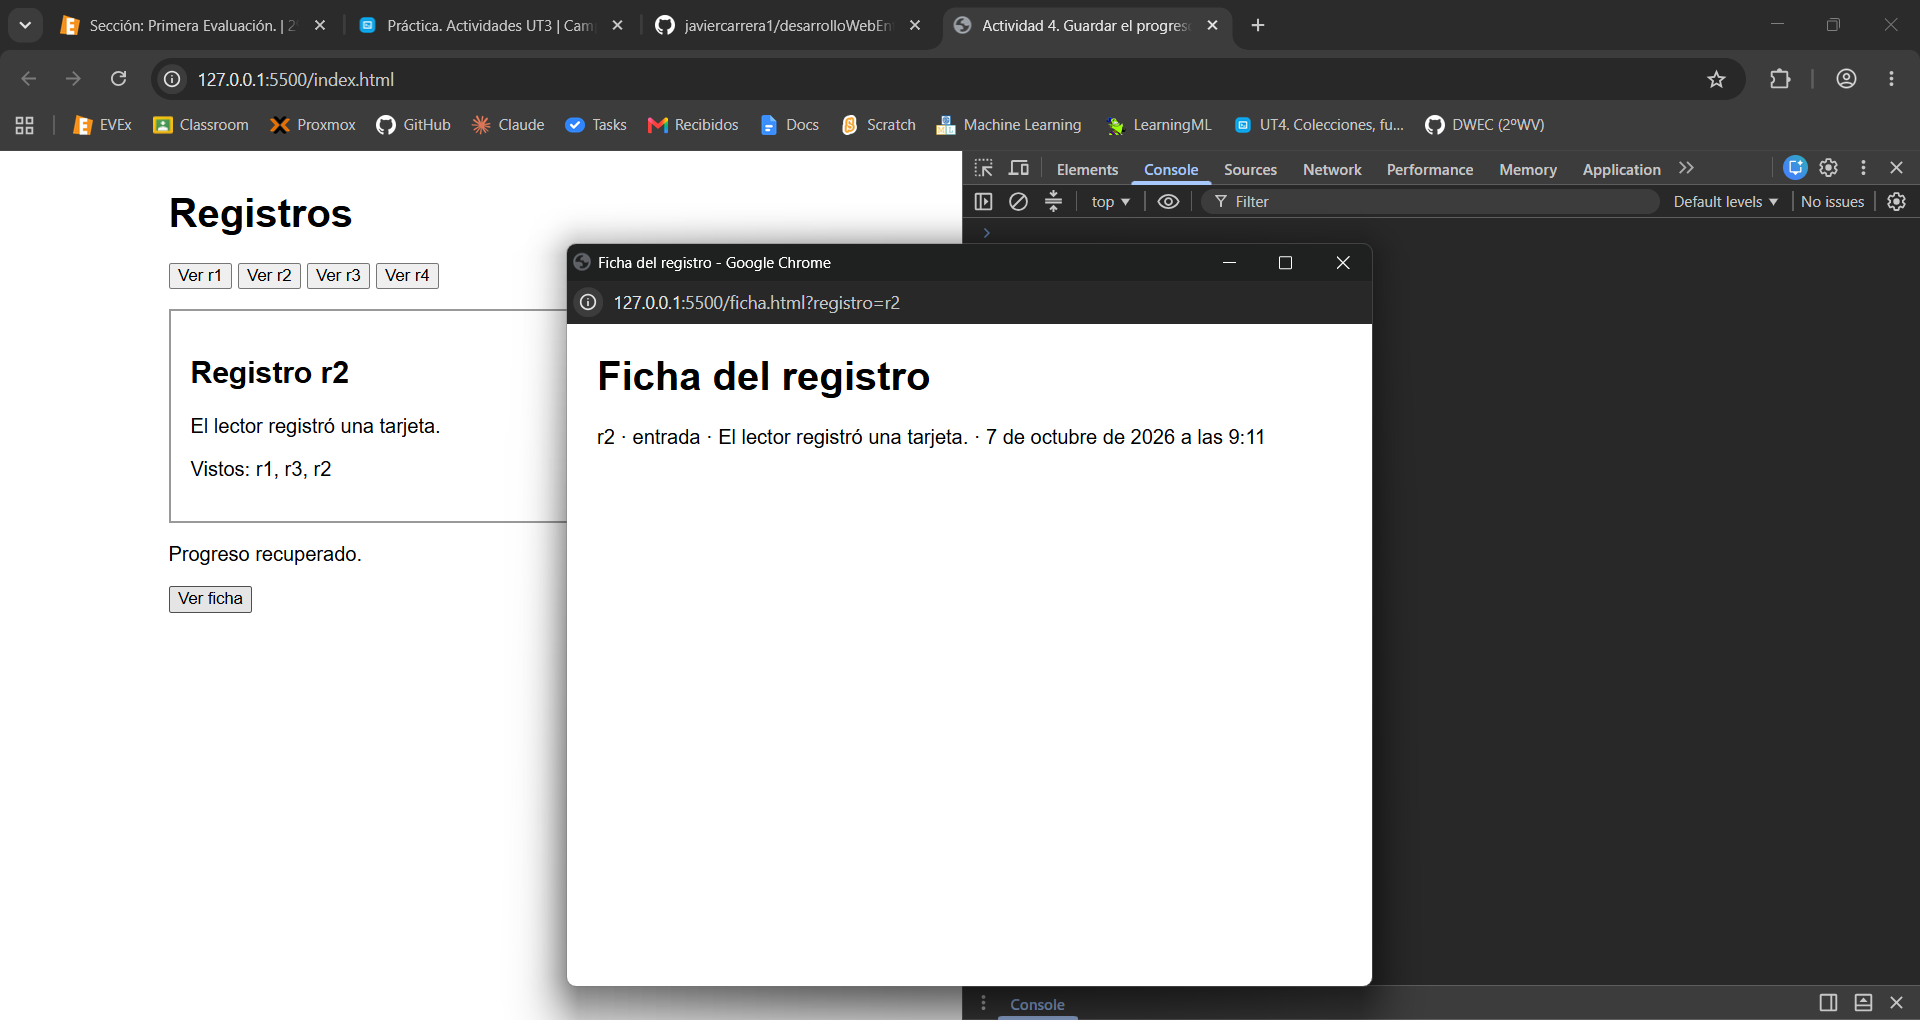 Sección: Primera Evaluación. | 2º
Práctica. Actividades UT3 | Cam
javiercarrera1/desarrolloWebEn
Actividad 4. Guardar el progres
127.0.0.1:5500/index.html
EVEx
Classroom
Proxmox
GitHub
Claude
Tasks
Recibidos
Docs
Scratch
Machine Learning
LearningML
UT4. Colecciones, fu...
DWEC (2ºWV)
Registros
Ver r1 Ver r2 Ver r3 Ver r4
Registro r2
El lector registró una tarjeta.
Vistos: r1, r3, r2
Progreso recuperado.
Ver ficha
Ficha del registro - Google Chrome
127.0.0.1:5500/ficha.html?registro=r2
Ficha del registro
r2 · entrada · El lector registró una tarjeta. · 7 de octubre de 2026 a las 9:11
Elements Console Sources Network Performance Memory Application
top Filter Default levels No issues
Console